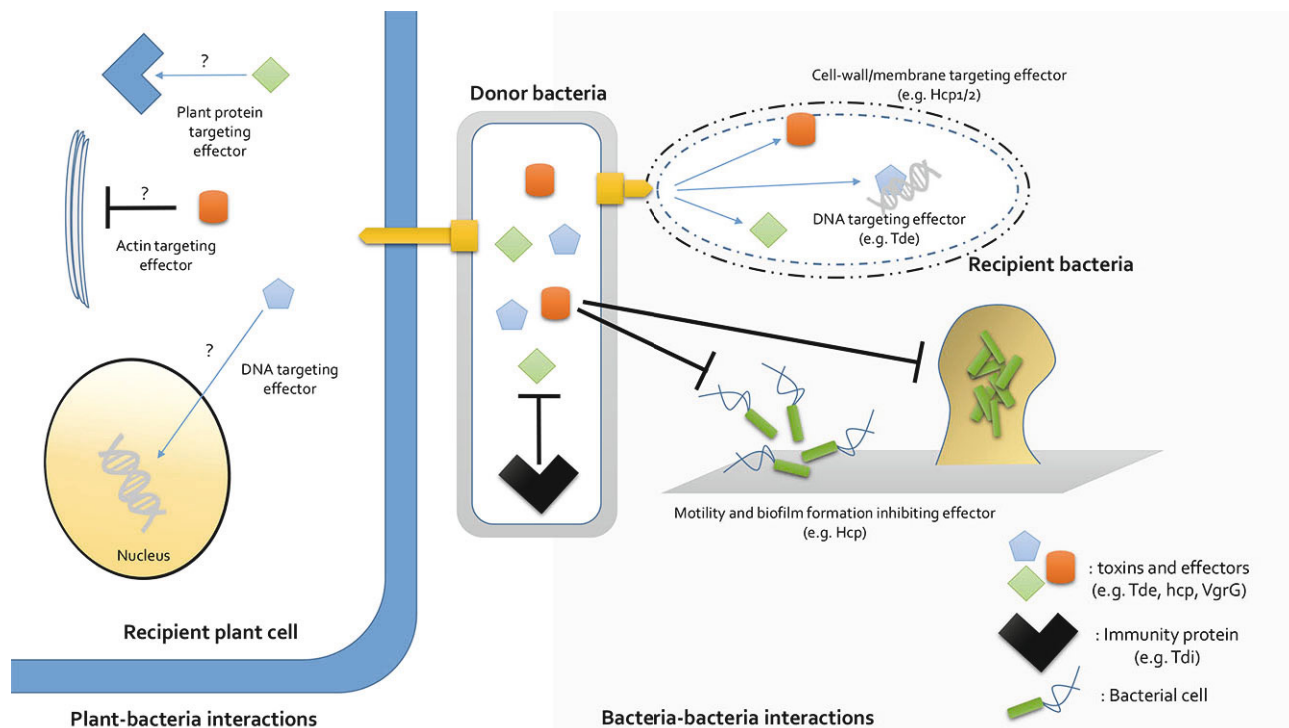 ?
Plant protein
targeting
effector
?
Actin targeting
effector
?
DNA targeting
effector
Nucleus
Recipient plant cell
Plant-bacteria interactions
Donor bacteria
Cell-wall/membrane targeting effector
(e.g. Hcp1/2)
DNA targeting effector
(e.g. Tde)
Recipient bacteria
Motility and biofilm formation inhibiting effector
(e.g. Hcp)
: toxins and effectors
(e.g. Tde, hcp, VgrG)
: Immunity protein
(e.g. Tdi)
: Bacterial cell
Bacteria-bacteria interactions